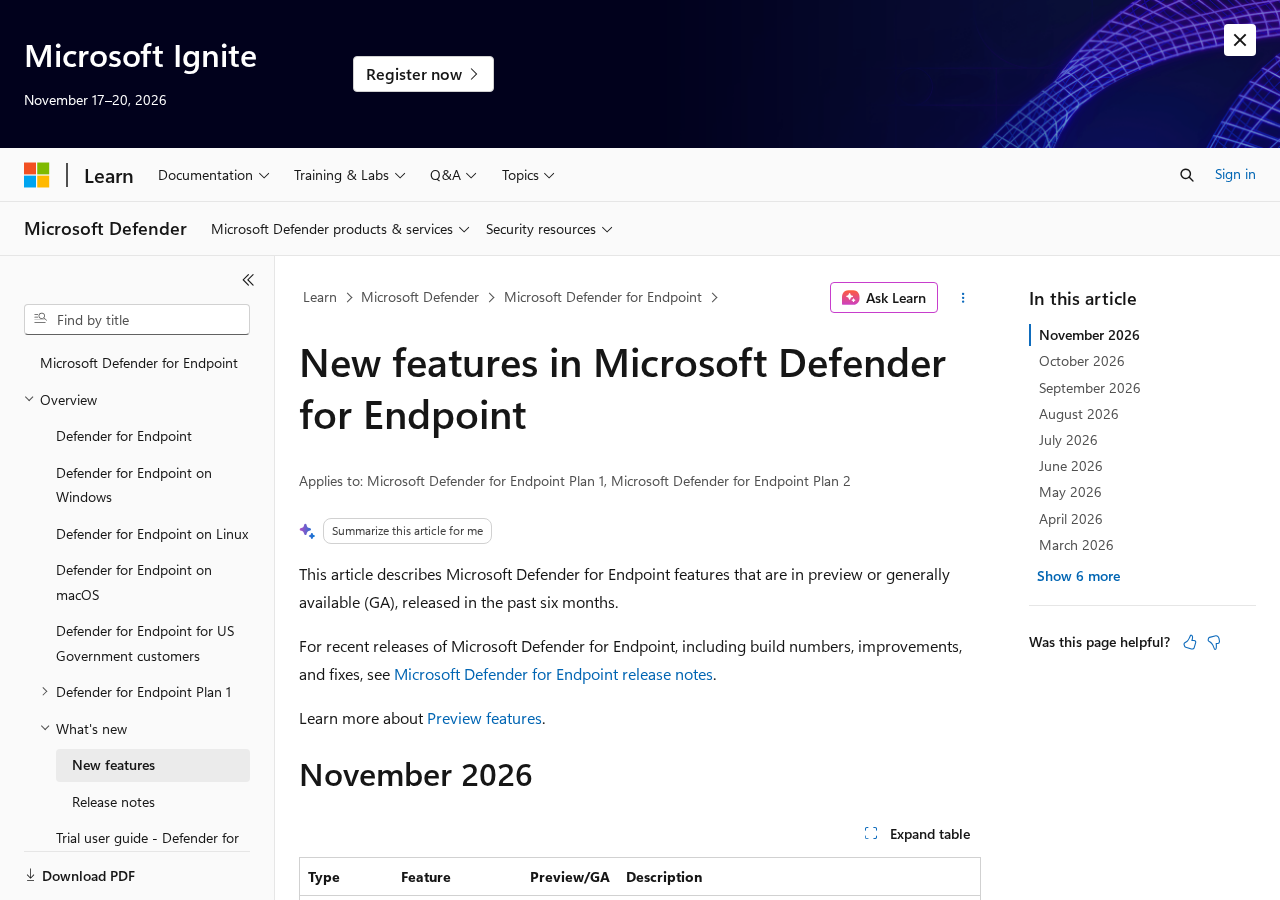 Microsoft Ignite
November 17–20, 2026
Register now
Learn
Documentation
Training & Labs
Q&A
Topics
Sign in
Microsoft Defender
Microsoft Defender products & services
Security resources
Find by title
Microsoft Defender for Endpoint
Overview
Defender for Endpoint
Defender for Endpoint on
Windows
Defender for Endpoint on Linux
Defender for Endpoint on
macOS
Defender for Endpoint for US
Government customers
Defender for Endpoint Plan 1
What's new
New features
Release notes
Trial user guide - Defender for
Download PDF
Learn
Microsoft Defender
Microsoft Defender for Endpoint
Ask Learn
New features in Microsoft Defender
for Endpoint
Applies to: Microsoft Defender for Endpoint Plan 1, Microsoft Defender for Endpoint Plan 2
Summarize this article for me
This article describes Microsoft Defender for Endpoint features that are in preview or generally
available (GA), released in the past six months.
For recent releases of Microsoft Defender for Endpoint, including build numbers, improvements,
and fixes, see Microsoft Defender for Endpoint release notes.
Learn more about Preview features.
November 2026
Expand table
Type Feature Preview/GA Description
In this article
November 2026
October 2026
September 2026
August 2026
July 2026
June 2026
May 2026
April 2026
March 2026
Show 6 more
Was this page helpful?